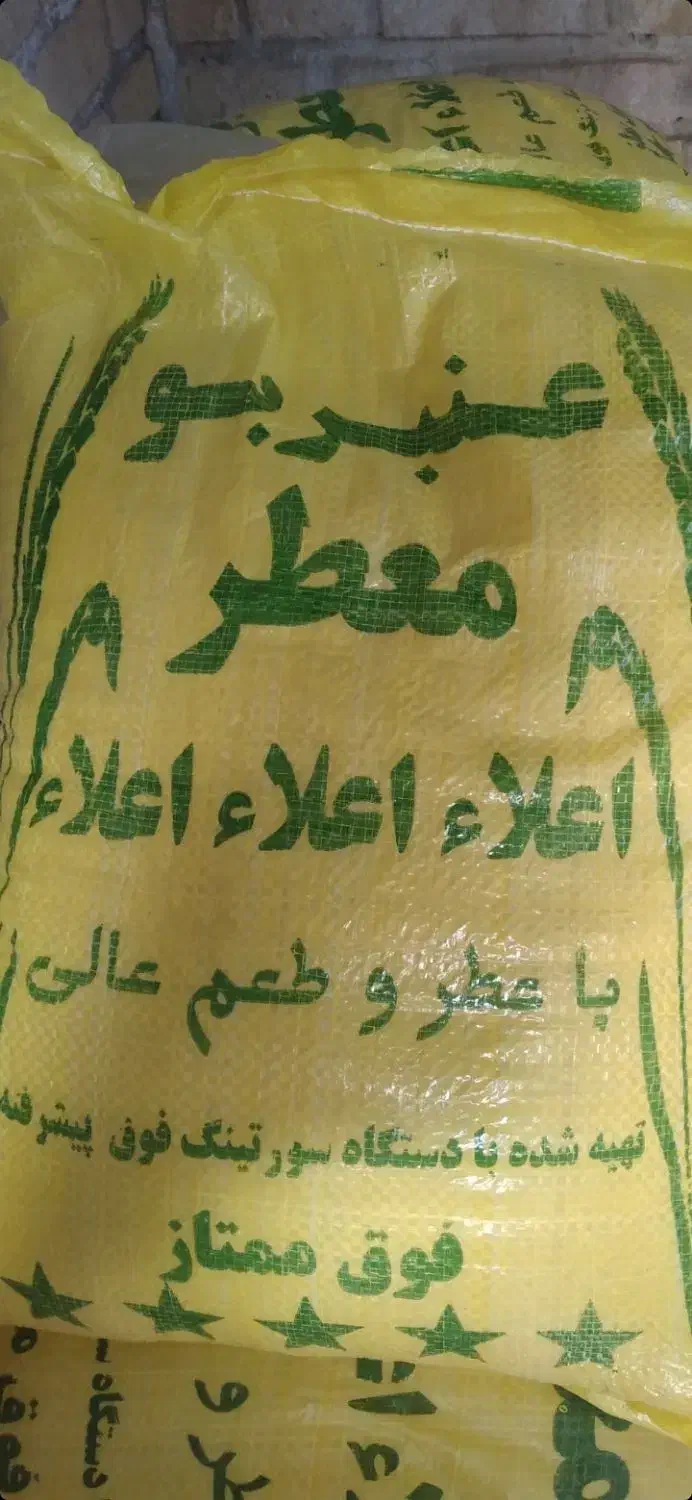 عنبر بو
معطر
اعلاء اعلاء اعلاء
با عطر و طعم عالی
تهیه شده با دستگاه سورتینگ فوق پیشرفته
فوق ممتاز